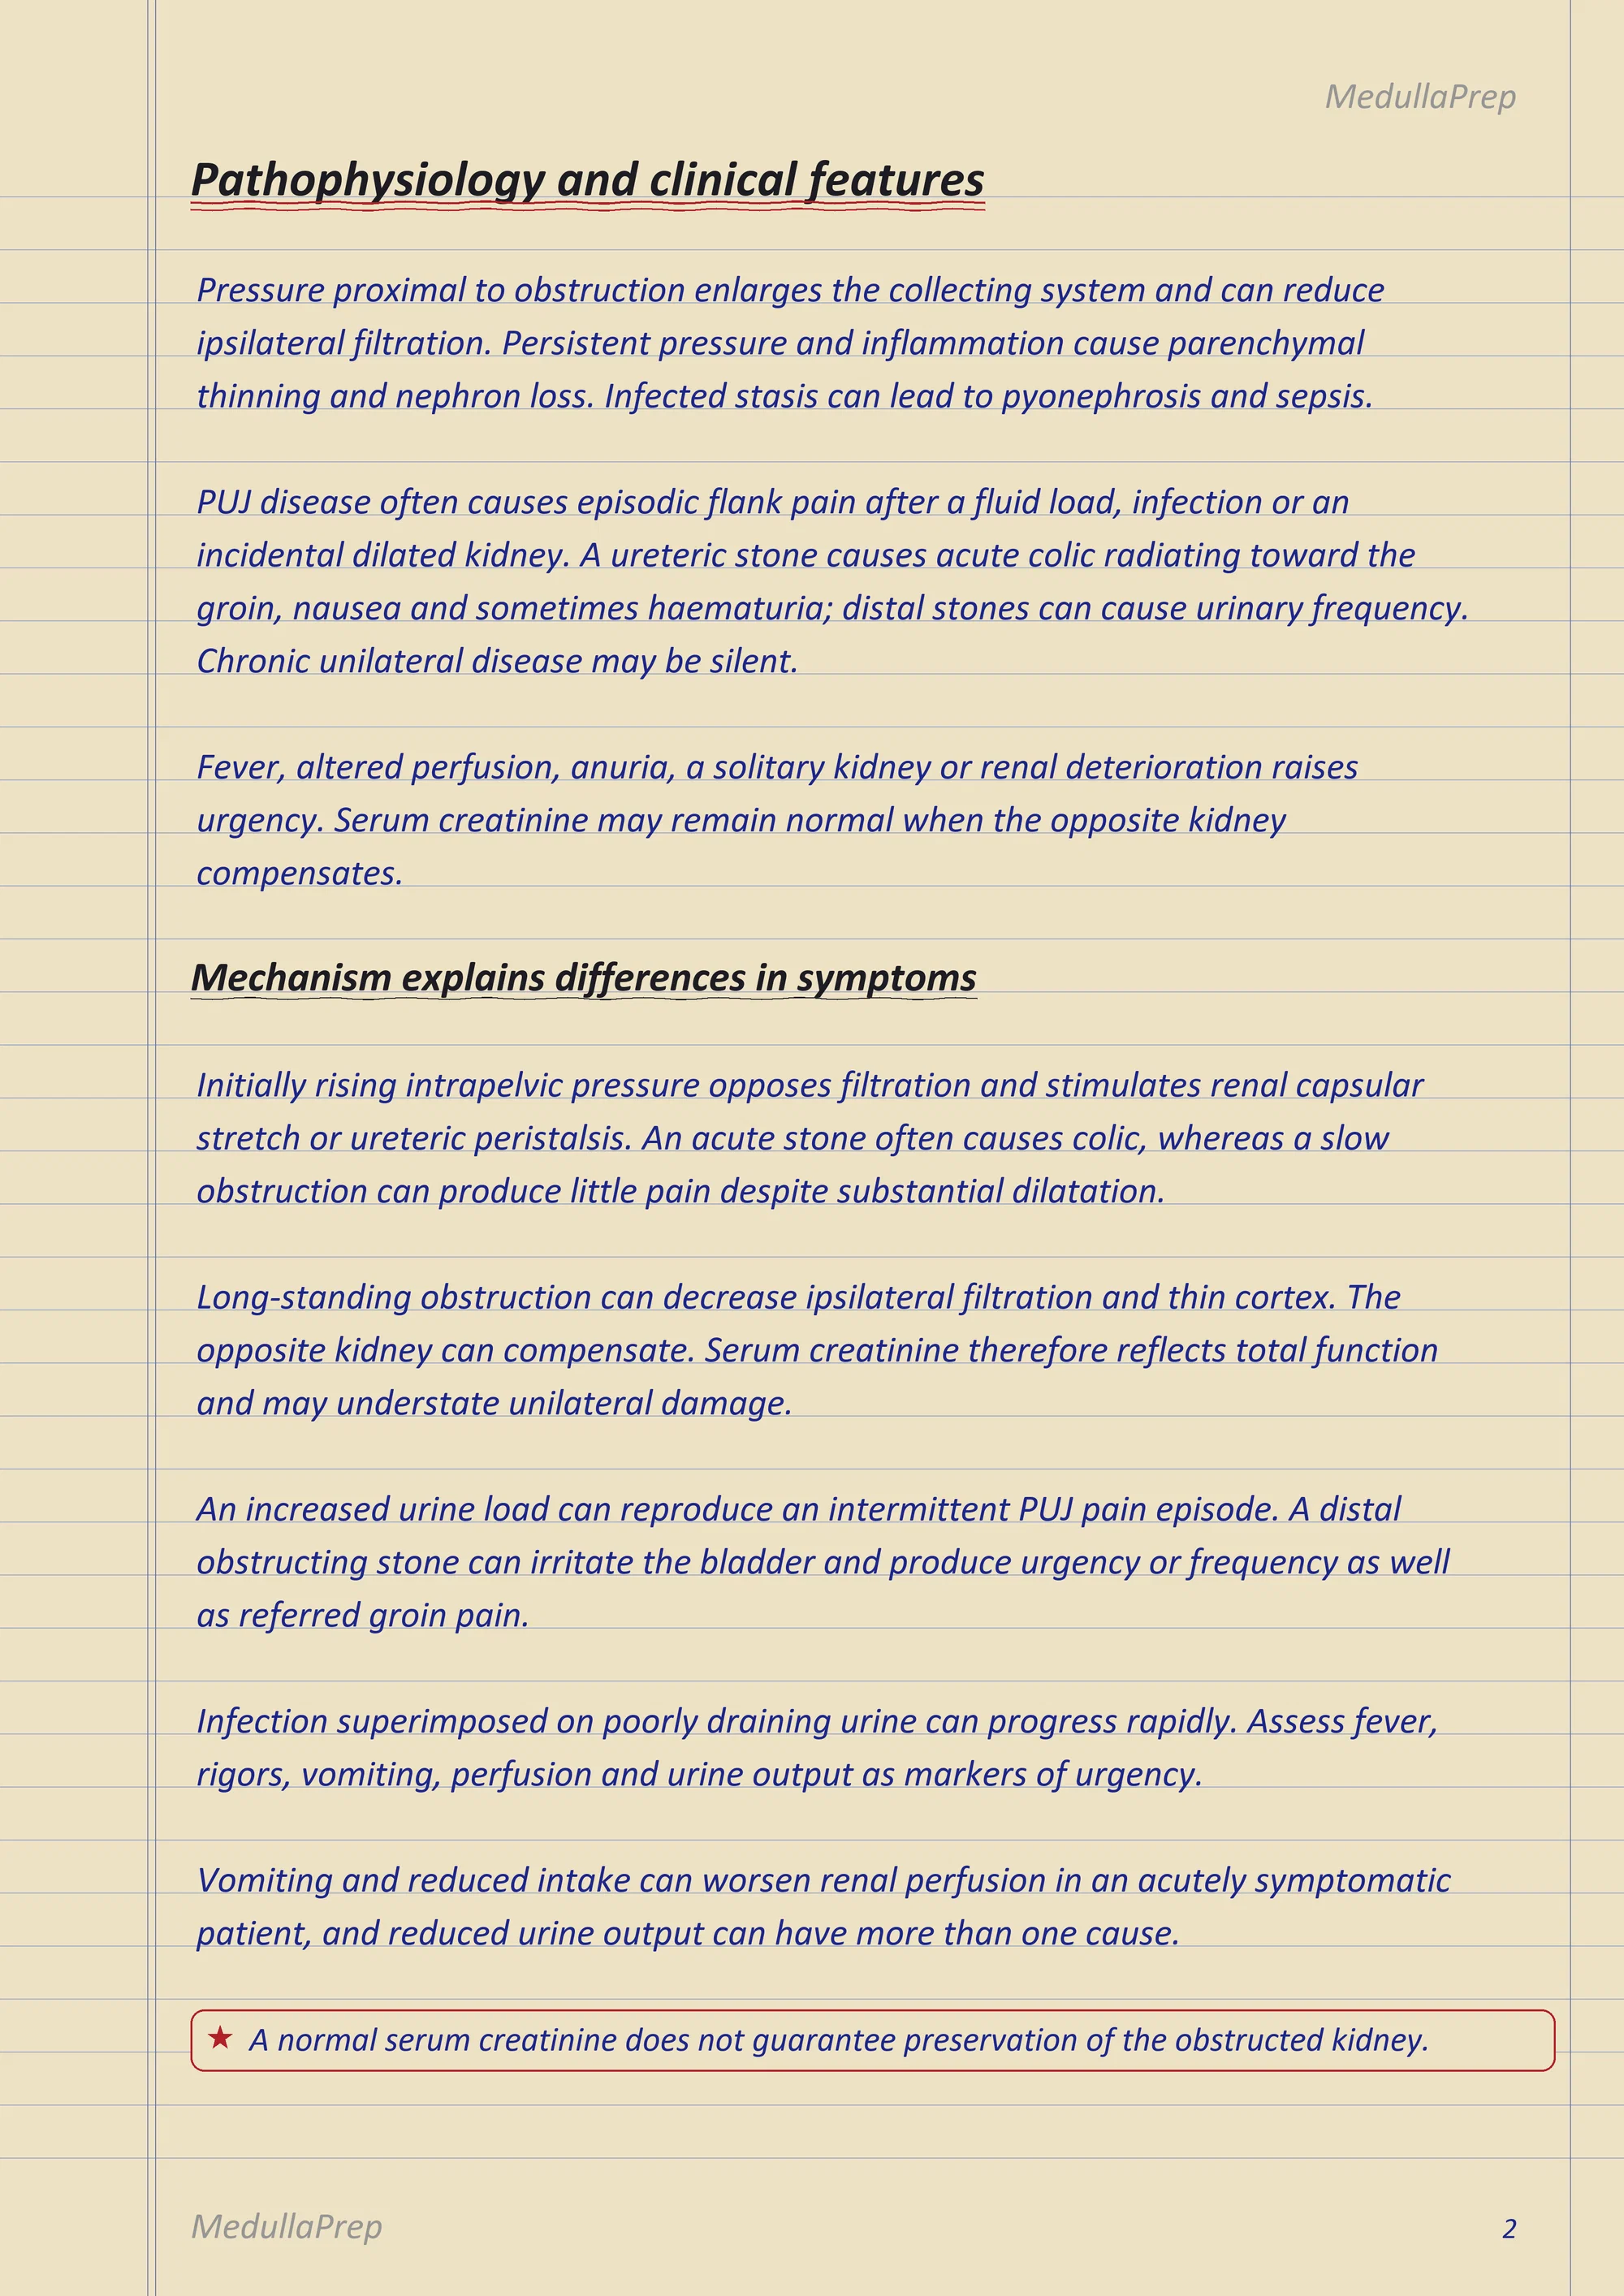 MedullaPrep
Pathophysiology and clinical features
Pressure proximal to obstruction enlarges the collecting system and can reduce
ipsilateral filtration. Persistent pressure and inflammation cause parenchymal
thinning and nephron loss. Infected stasis can lead to pyonephrosis and sepsis.
PUJ disease often causes episodic flank pain after a fluid load, infection or an
incidental dilated kidney. A ureteric stone causes acute colic radiating toward the
groin, nausea and sometimes haematuria; distal stones can cause urinary frequency.
Chronic unilateral disease may be silent.
Fever, altered perfusion, anuria, a solitary kidney or renal deterioration raises
urgency. Serum creatinine may remain normal when the opposite kidney
compensates.
Mechanism explains differences in symptoms
Initially rising intrapelvic pressure opposes filtration and stimulates renal capsular
stretch or ureteric peristalsis. An acute stone often causes colic, whereas a slow
obstruction can produce little pain despite substantial dilatation.
Long-standing obstruction can decrease ipsilateral filtration and thin cortex. The
opposite kidney can compensate. Serum creatinine therefore reflects total function
and may understate unilateral damage.
An increased urine load can reproduce an intermittent PUJ pain episode. A distal
obstructing stone can irritate the bladder and produce urgency or frequency as well
as referred groin pain.
Infection superimposed on poorly draining urine can progress rapidly. Assess fever,
rigors, vomiting, perfusion and urine output as markers of urgency.
Vomiting and reduced intake can worsen renal perfusion in an acutely symptomatic
patient, and reduced urine output can have more than one cause.
★ A normal serum creatinine does not guarantee preservation of the obstructed kidney.
MedullaPrep
2